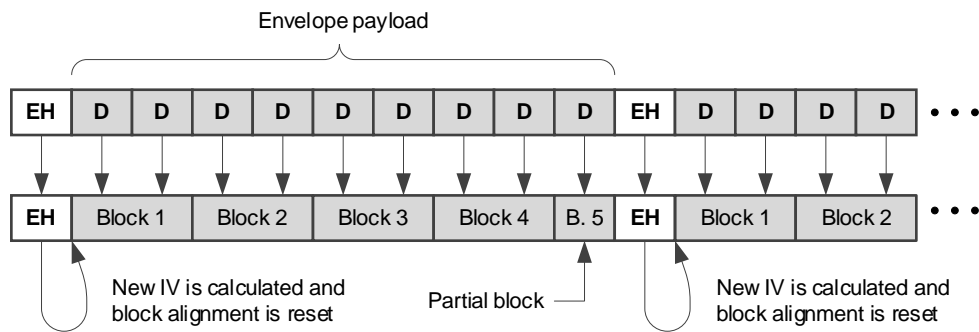 Envelope payload
EH D D D D D D D D D EH D D D D • • •
EH Block 1 Block 2 Block 3 Block 4 B. 5 EH Block 1 Block 2 • • •
New IV is calculated and
block alignment is reset
Partial block
New IV is calculated and
block alignment is reset